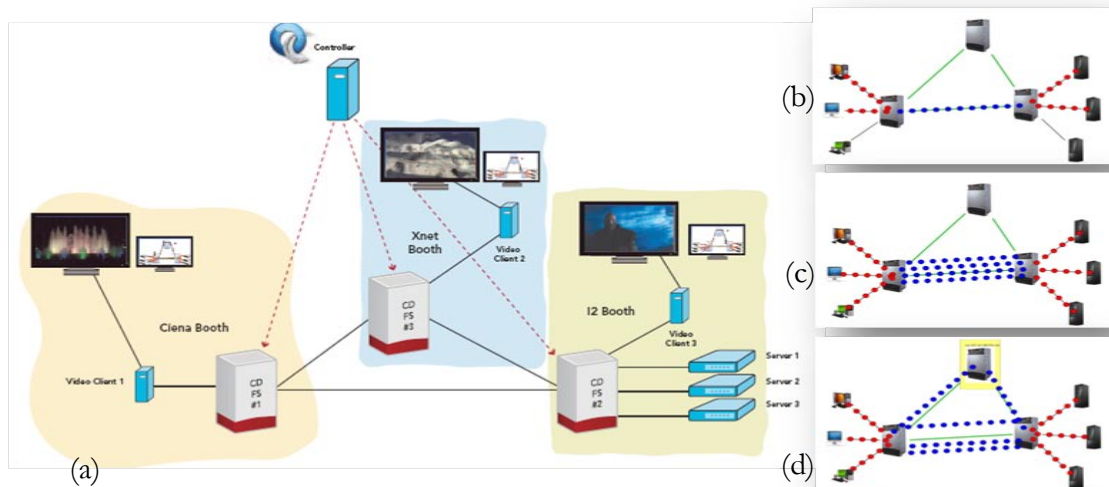 Controller
(b)
Xnet
Booth
Video
Client 2
(c)
Ciena Booth
CD
FS
#3
I2 Booth
Video
Client 3
Server 1
Video Client 1
CD
FS
#1
CD
FS
#2
Server 2
Server 3
(a)
(d)